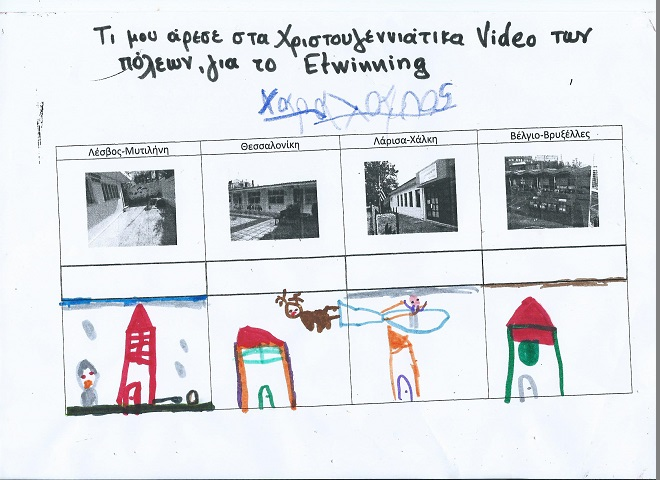 Τι μου άρεσε στα Χριστουγεννιάτικα Video των
πόλεων, για το Etwinning
Χαράλαμπος
Λέσβος-Μυτιλήνη Θεσσαλονίκη Λάρισα-Χάλκη Βέλγιο-Βρυξέλλες